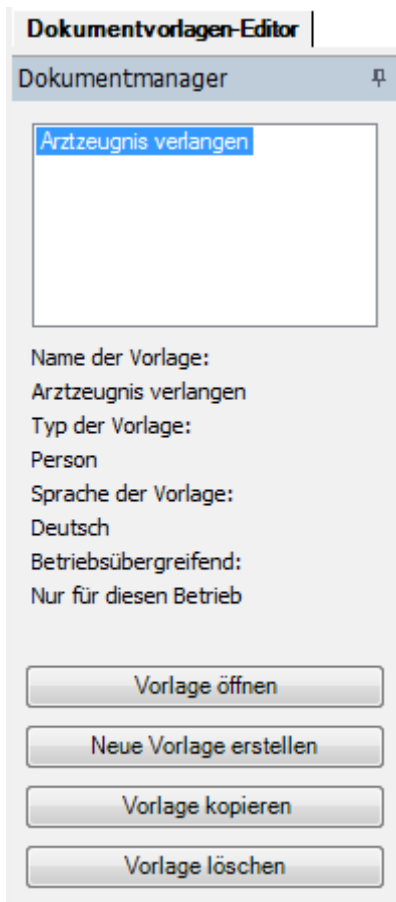 Dokumentvorlagen-Editor
Dokumentmanager
Arztzeugnis verlangen
Name der Vorlage:
Arztzeugnis verlangen
Typ der Vorlage:
Person
Sprache der Vorlage:
Deutsch
Betriebsübergreifend:
Nur für diesen Betrieb
Vorlage öffnen
Neue Vorlage erstellen
Vorlage kopieren
Vorlage löschen